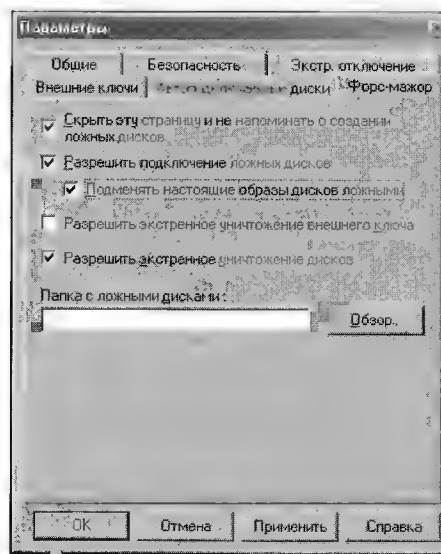 Параметры
Общие Безопасность Экстр. отключение
Внешние ключи диски Форс-мажор
Скрыть эту страницу и не напоминать о создании
ложных дисков.
Разрешить подключение ложных дисков
Подменять настоящие образы дисков ложными
Разрешить экстренное уничтожение внешнего ключа
Разрешить экстренное уничтожение дисков
Папка с ложными дисками:
Обзор..
OK Отмена Применить Справка